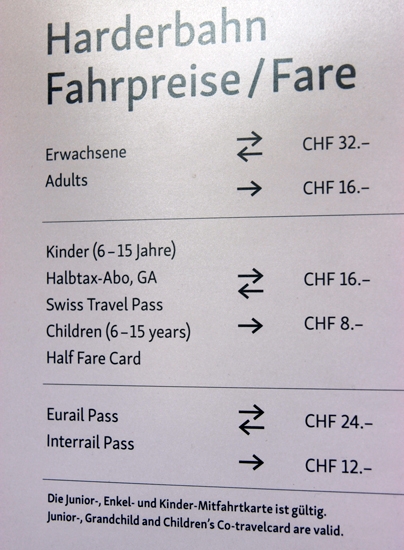 Harderbahn
Fahrpreise / Fare
Erwachsene
Adults
⇄ CHF 32.–
→ CHF 16.–
Kinder (6–15 Jahre)
Halbtax-Abo, GA
Swiss Travel Pass
Children (6–15 years)
Half Fare Card
⇄ CHF 16.–
→ CHF 8.–
Eurail Pass
Interrail Pass
⇄ CHF 24.–
→ CHF 12.–
Die Junior-, Enkel- und Kinder-Mitfahrtkarte ist gültig.
Junior-, Grandchild and Children's Co-travelcard are valid.